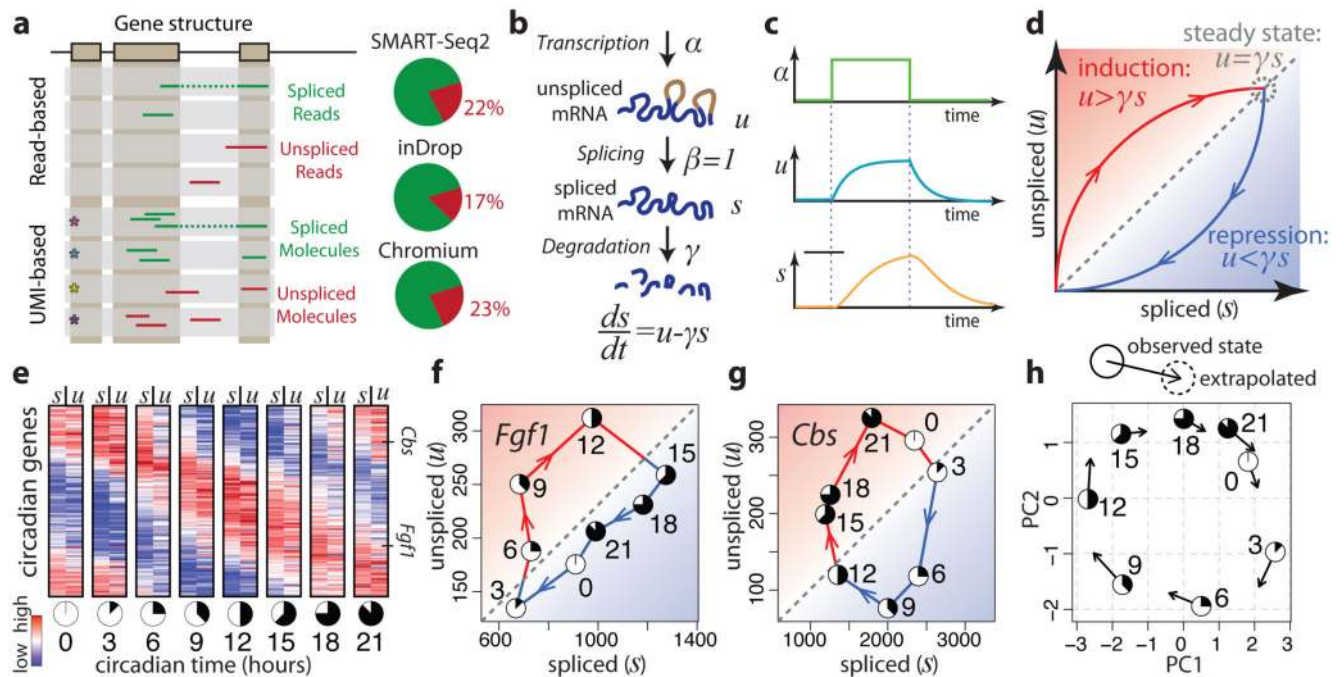 a
Gene structure
Read-based
Spliced
Reads
Unspliced
Reads
UMI-based
Spliced
Molecules
Unspliced
Molecules
SMART-Seq2
22%
inDrop
17%
Chromium
23%
b
Transcription α
unspliced
mRNA u
Splicing β=1
spliced
mRNA s
Degradation γ
ds/dt=u-γs
c
α
time
u
time
s
time
d
steady state:
u=γs
induction:
u>γs
repression:
u<γs
unspliced (u)
spliced (s)
e
s u s u s u s u s u s u s u s u
circadian genes
Cbs
Fgf1
low high
0 3 6 9 12 15 18 21
circadian time (hours)
f
Fgf1
unspliced (u)
300
250
200
150
12
15
9
18
6
21
0
3
600 1000 1400
spliced (s)
g
Cbs
unspliced (u)
300
200
100
0
21
3
18
15
12
6
9
1000 2000 3000
spliced (s)
h
observed state
extrapolated
PC2
1
0
-1
-2
18
21
15
0
12
3
9
6
-3 -2 -1 0 1 2 3
PC1